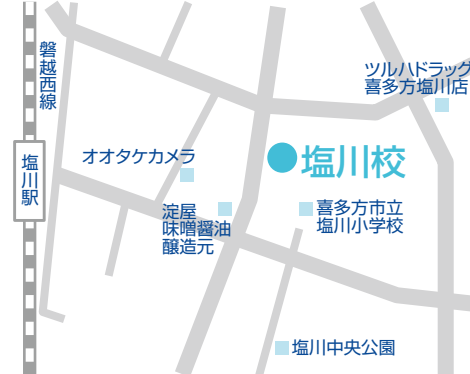 磐越西線
ツルハドラッグ
喜多方塩川店
オオタケカメラ
塩川校
塩川駅
淀屋
味噌醤油
醸造元
喜多方市立
塩川小学校
塩川中央公園